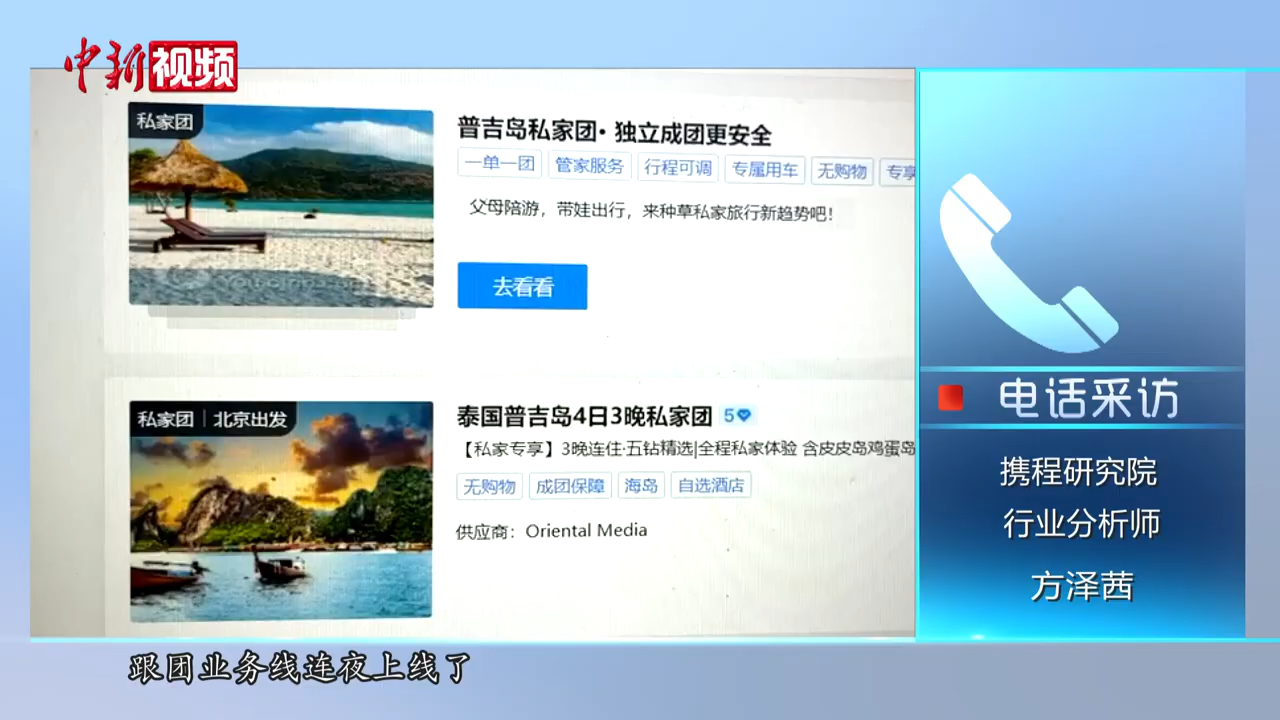 中新视频
私家团
普吉岛私家团·独立成团更安全
一单一团 管家服务 行程可调 专属用车 无购物 专享
父母陪游，带娃出行，来种草私家旅行新趋势吧！
去看看
私家团｜北京出发
泰国普吉岛4日3晚私家团 5
【私家专享】3晚连住·五钻精选|全程私家体验 含皮皮岛鸡蛋岛
无购物 成团保障 海岛 自选酒店
供应商：Oriental Media
电话采访
携程研究院
行业分析师
方泽茜
跟团业务线连夜上线了